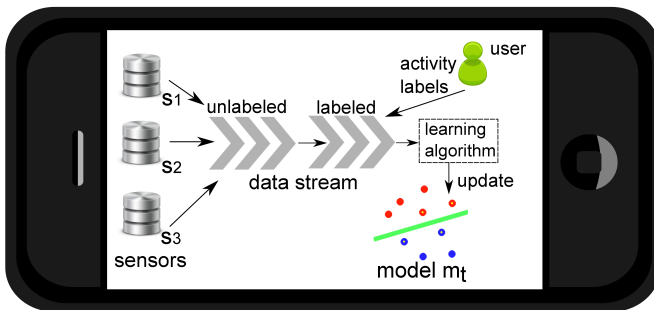 user
activity
labels
S1
unlabeled
labeled
S2
learning
algorithm
data stream
update
S3
sensors
model mt